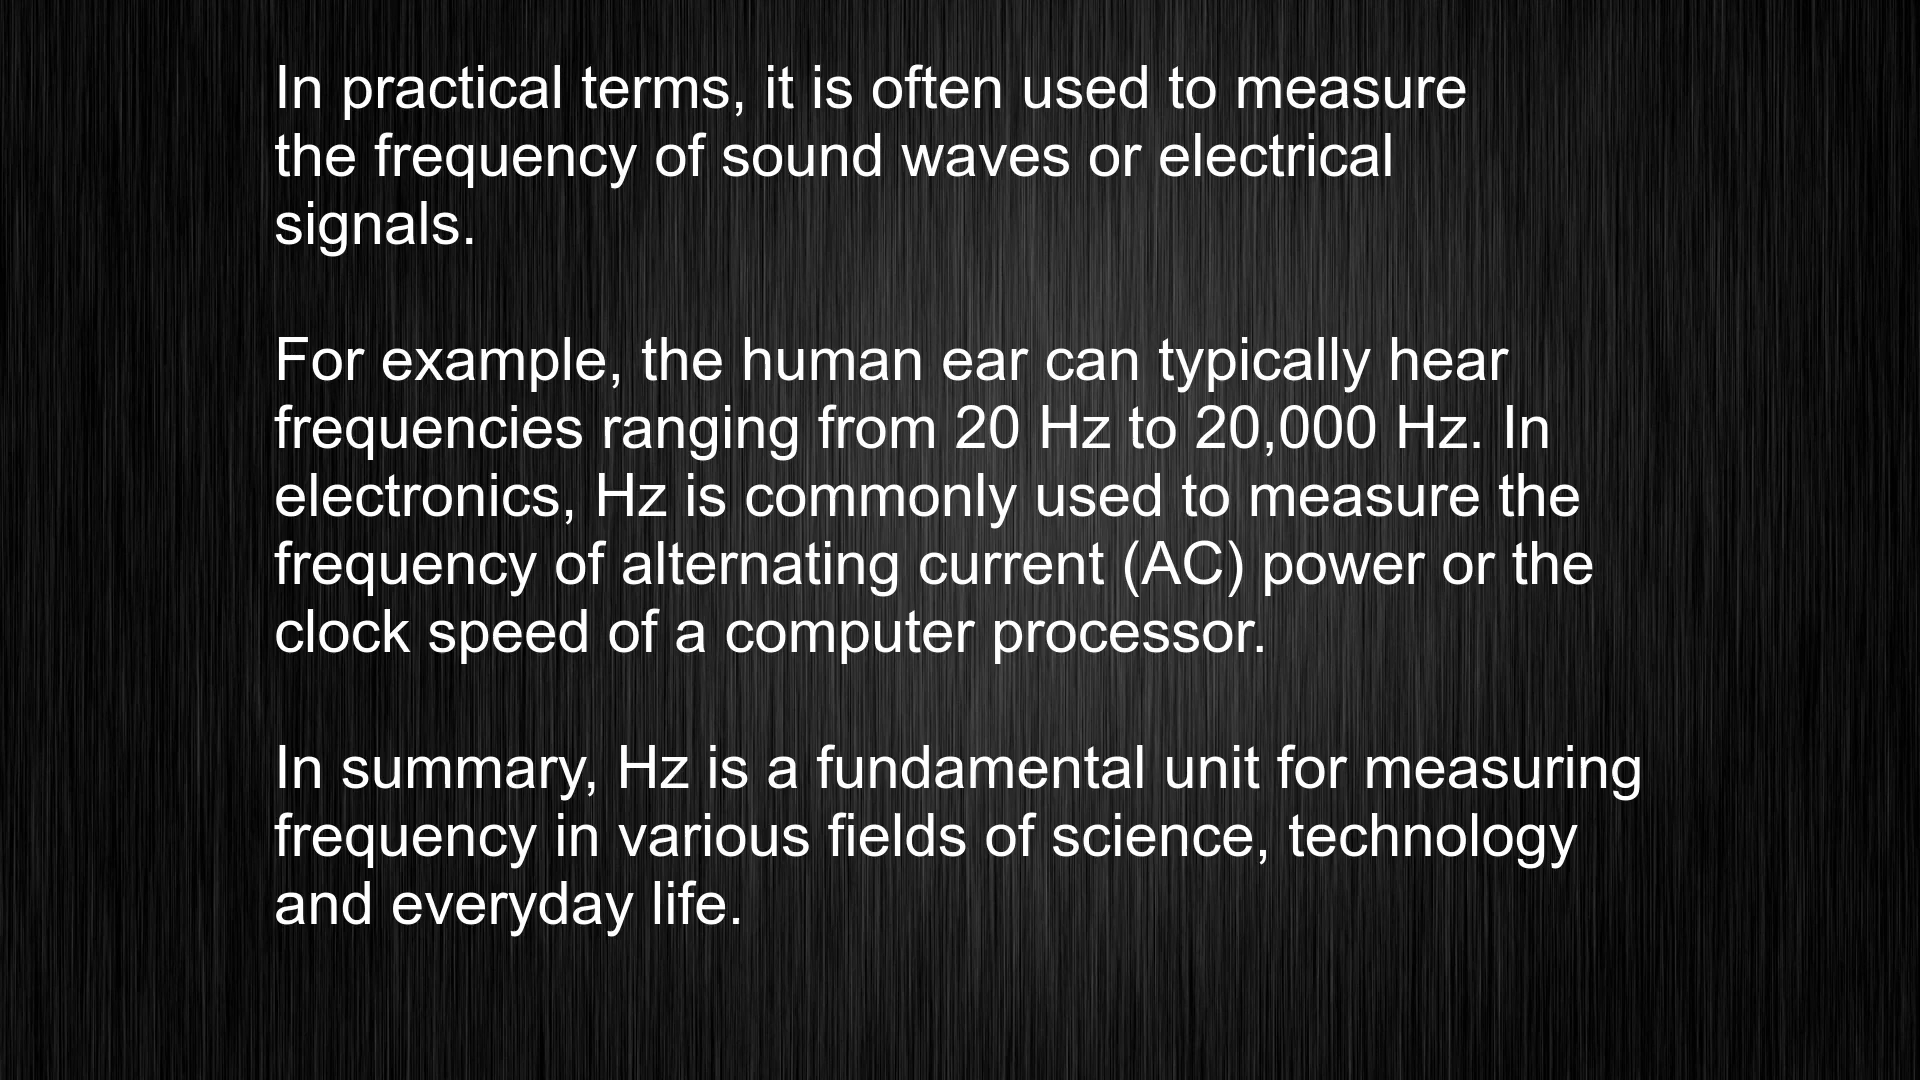 In practical terms, it is often used to measure
the frequency of sound waves or electrical
signals.
For example, the human ear can typically hear
frequencies ranging from 20 Hz to 20,000 Hz. In
electronics, Hz is commonly used to measure the
frequency of alternating current (AC) power or the
clock speed of a computer processor.
In summary, Hz is a fundamental unit for measuring
frequency in various fields of science, technology
and everyday life.